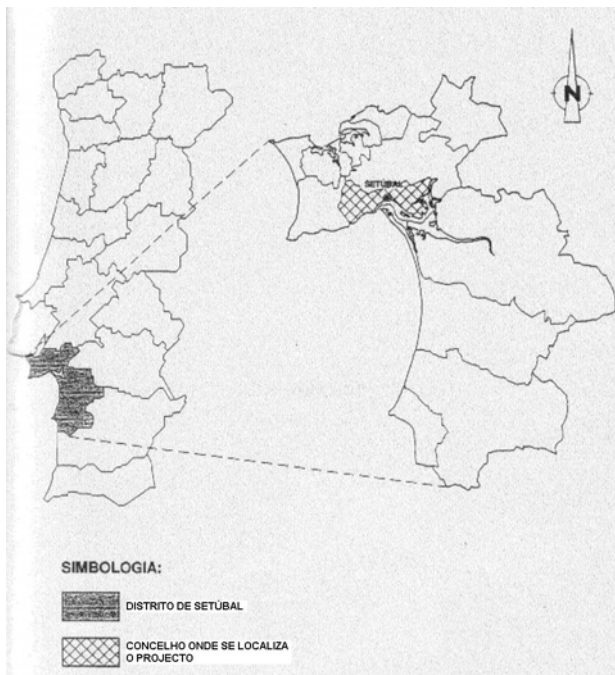 N
SETÚBAL
SIMBOLOGIA:
DISTRITO DE SETÚBAL
CONCELHO ONDE SE LOCALIZA
O PROJECTO